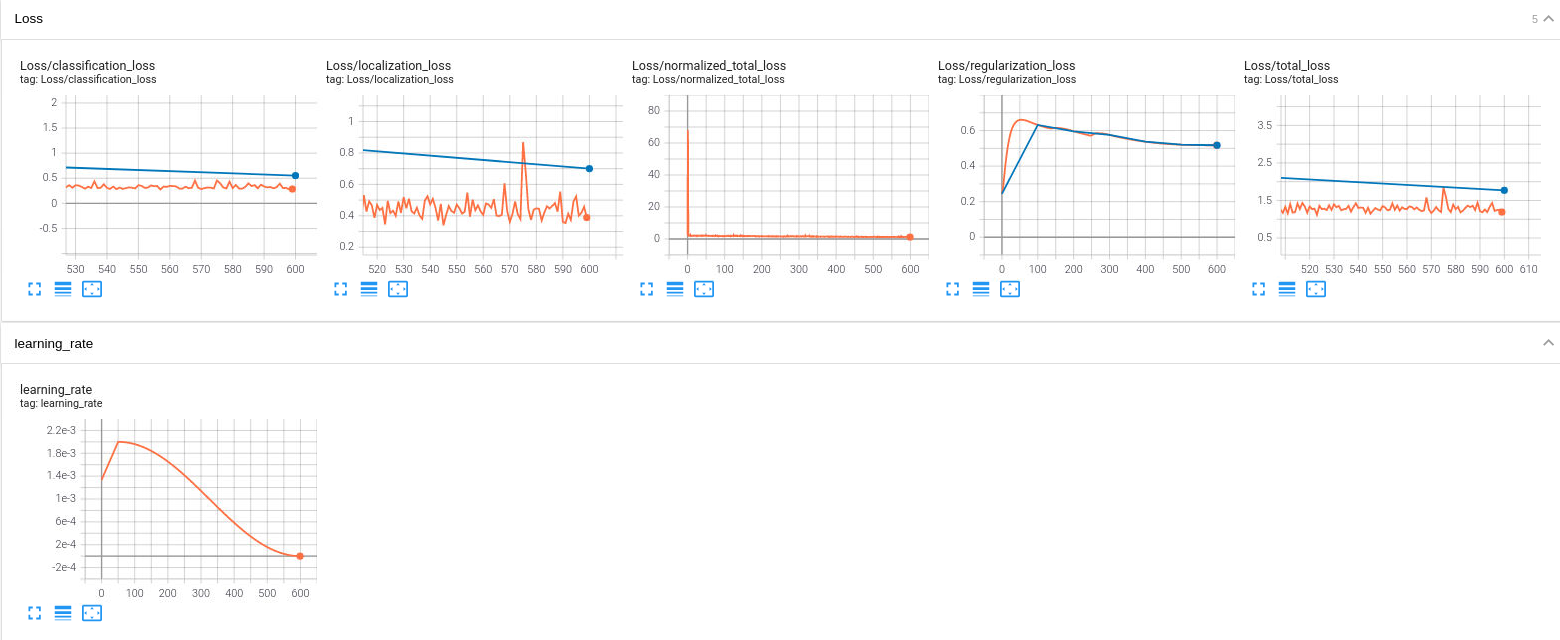 Loss
5
Loss/classification_loss
tag: Loss/classification_loss
2
1.5
1
0.5
0
-0.5
530 540 550 560 570 580 590 600
Loss/localization_loss
tag: Loss/localization_loss
1
0.8
0.6
0.4
0.2
520 530 540 550 560 570 580 590 600
Loss/normalized_total_loss
tag: Loss/normalized_total_loss
80
60
40
20
0
0 100 200 300 400 500 600
Loss/regularization_loss
tag: Loss/regularization_loss
0.6
0.4
0.2
0
0 100 200 300 400 500 600
Loss/total_loss
tag: Loss/total_loss
3.5
2.5
1.5
0.5
520 530 540 550 560 570 580 590 600 610
learning_rate
learning_rate
tag: learning_rate
2.2e-3
1.8e-3
1.4e-3
1e-3
6e-4
2e-4
-2e-4
0 100 200 300 400 500 600